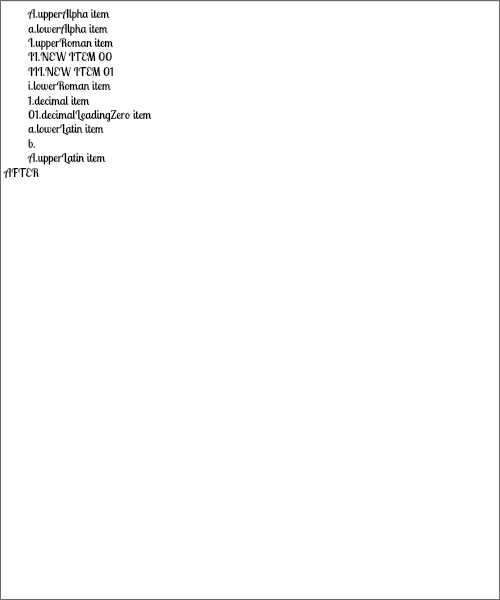 A.upperAlpha item
a.lowerAlpha item
I.upperRoman item
II.NEW ITEM 00
III.NEW ITEM 01
i.lowerRoman item
1.decimal item
01.decimalLeadingZero item
a.lowerLatin item
b.
A.upperLatin item
AFTER